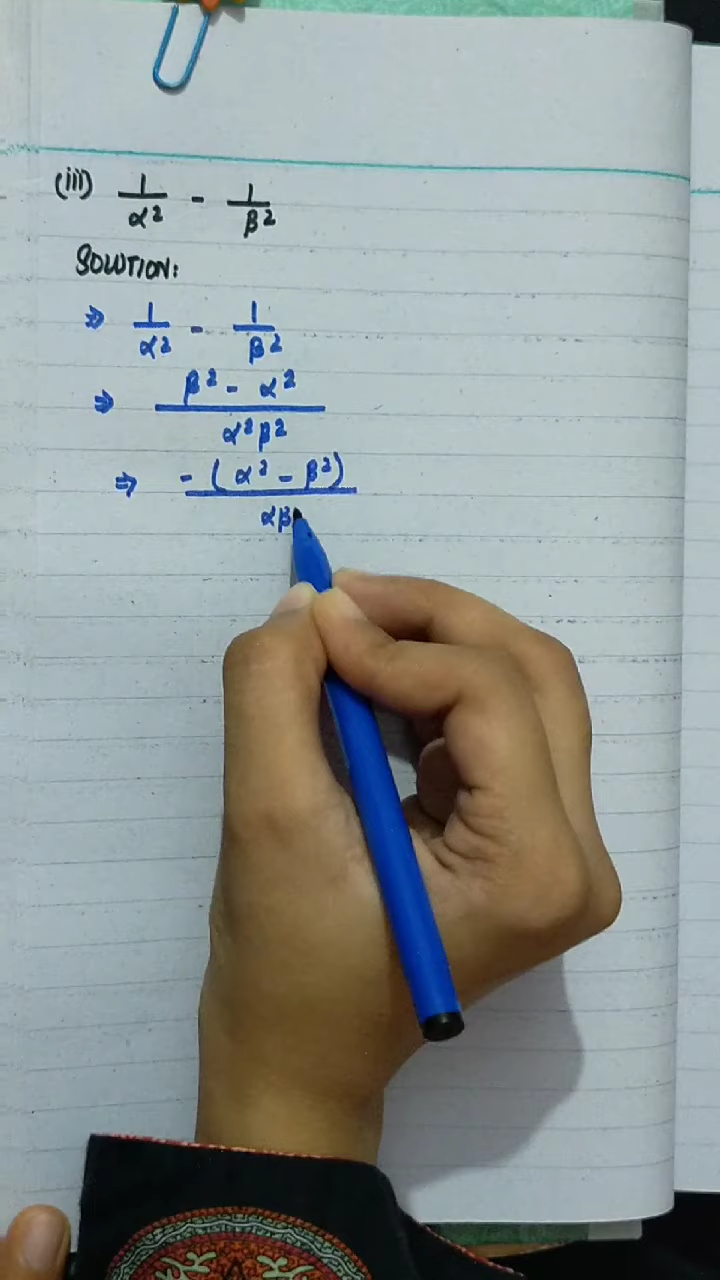 (iii) 1/α² - 1/β²
SOLUTION:
⇒ 1/α² - 1/β²
⇒ β² - α² / α²β²
⇒ -(α² - β²) / αβ